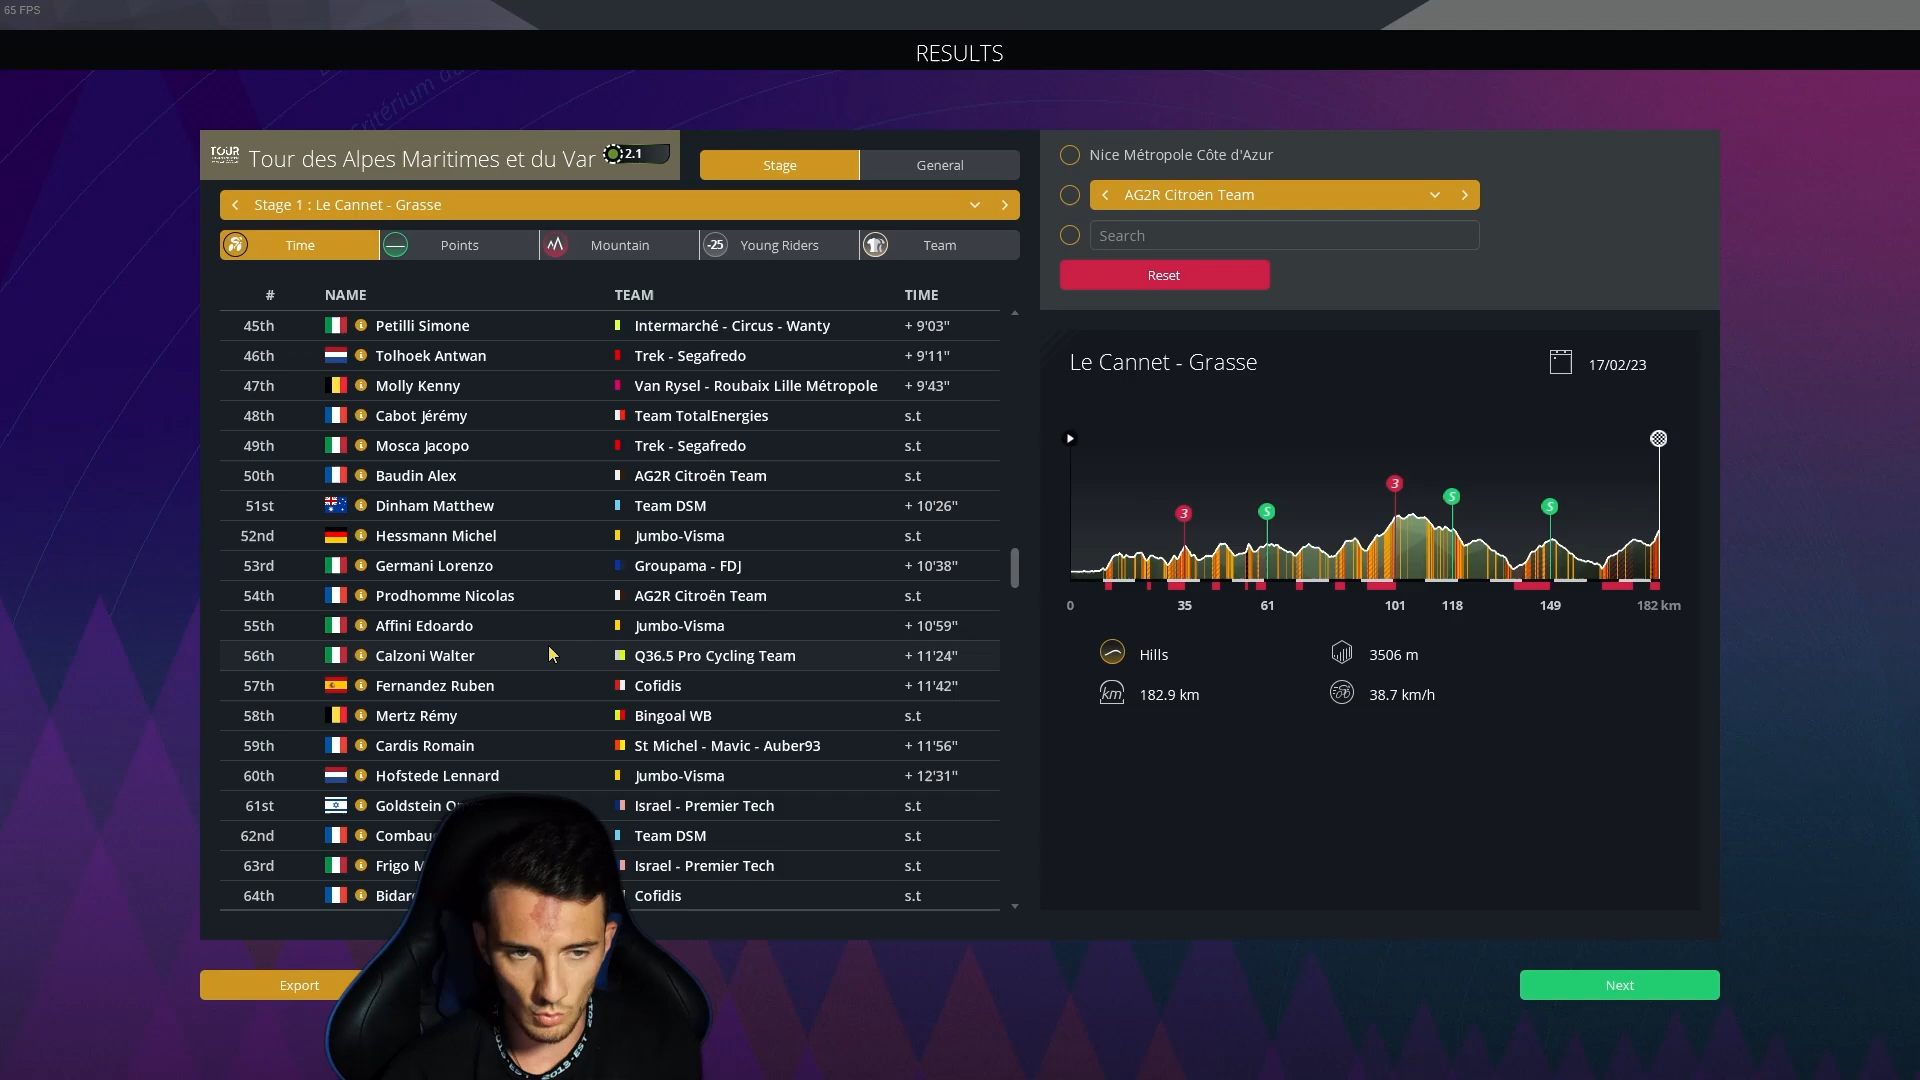 65 FPS
RESULTS
TOUR
Tour des Alpes Maritimes et du Var
2.1
Stage
General
Stage 1 : Le Cannet - Grasse
Time
Points
Mountain
-25
Young Riders
Team
# NAME TEAM TIME
45th Petilli Simone Intermarché - Circus - Wanty + 9'03''
46th Tolhoek Antwan Trek - Segafredo + 9'11''
47th Molly Kenny Van Rysel - Roubaix Lille Métropole + 9'43''
48th Cabot Jérémy Team TotalEnergies s.t
49th Mosca Jacopo Trek - Segafredo s.t
50th Baudin Alex AG2R Citroën Team s.t
51st Dinham Matthew Team DSM + 10'26''
52nd Hessmann Michel Jumbo-Visma s.t
53rd Germani Lorenzo Groupama - FDJ + 10'38''
54th Prodhomme Nicolas AG2R Citroën Team s.t
55th Affini Edoardo Jumbo-Visma + 10'59''
56th Calzoni Walter Q36.5 Pro Cycling Team + 11'24''
57th Fernandez Ruben Cofidis + 11'42''
58th Mertz Rémy Bingoal WB s.t
59th Cardis Romain St Michel - Mavic - Auber93 + 11'56''
60th Hofstede Lennard Jumbo-Visma + 12'31''
61st Goldstein Israel - Premier Tech s.t
62nd Team DSM s.t
63rd Frigo Israel - Premier Tech s.t
64th Cofidis s.t
Export
Nice Métropole Côte d'Azur
AG2R Citroën Team
Search
Reset
Le Cannet - Grasse
17/02/23
3
S
3
S
S
0 35 61 101 118 149 182 km
Hills
3506 m
km 182.9 km
38.7 km/h
Next